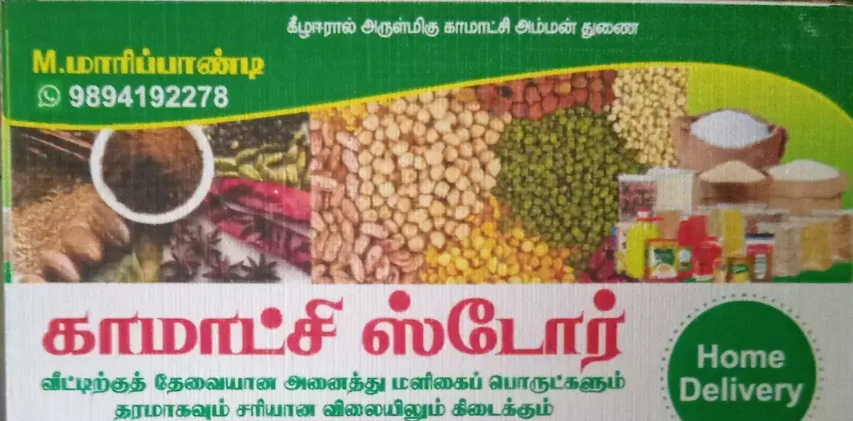 கீழஈரால் அருள்மிகு காமாட்சி அம்மன் துணை
M.மாரிப்பாண்டி
9894192278
காமாட்சி ஸ்டோர்
வீட்டிற்குத் தேவையான அனைத்து மளிகைப் பொருட்களும்
தரமாகவும் சரியான விலையிலும் கிடைக்கும்
Home
Delivery